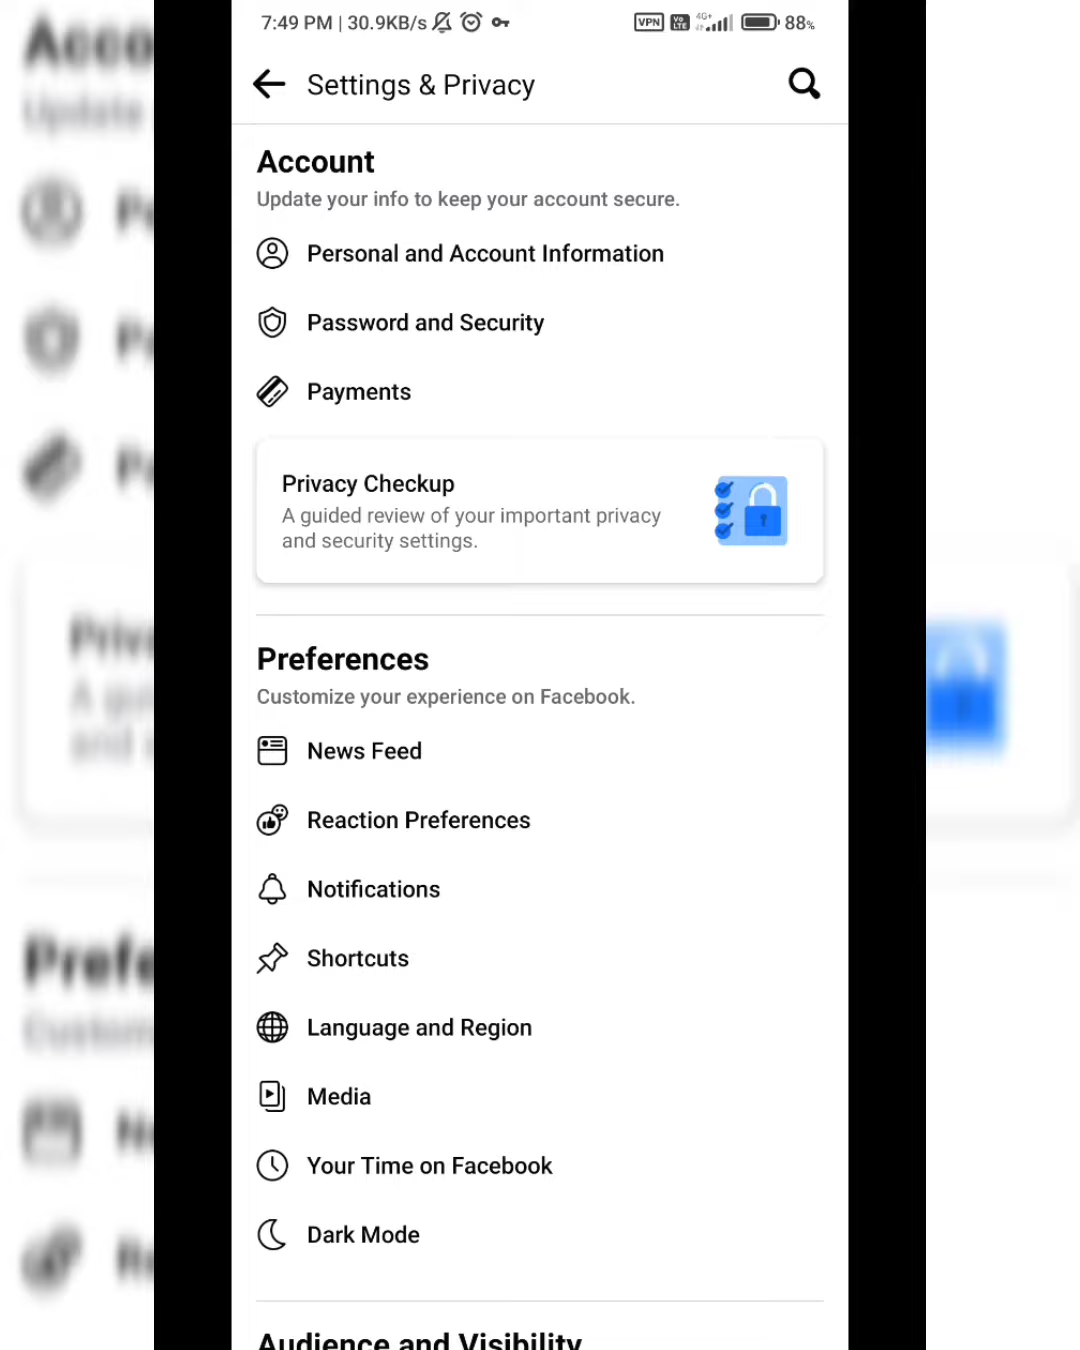 7:49 PM | 30.9KB/s VPN Vo LTE 4G+ 88%
Settings & Privacy
Account
Update your info to keep your account secure.
Personal and Account Information
Password and Security
Payments
Privacy Checkup
A guided review of your important privacy
and security settings.
Preferences
Customize your experience on Facebook.
News Feed
Reaction Preferences
Notifications
Shortcuts
Language and Region
Media
Your Time on Facebook
Dark Mode
Audience and Visibility